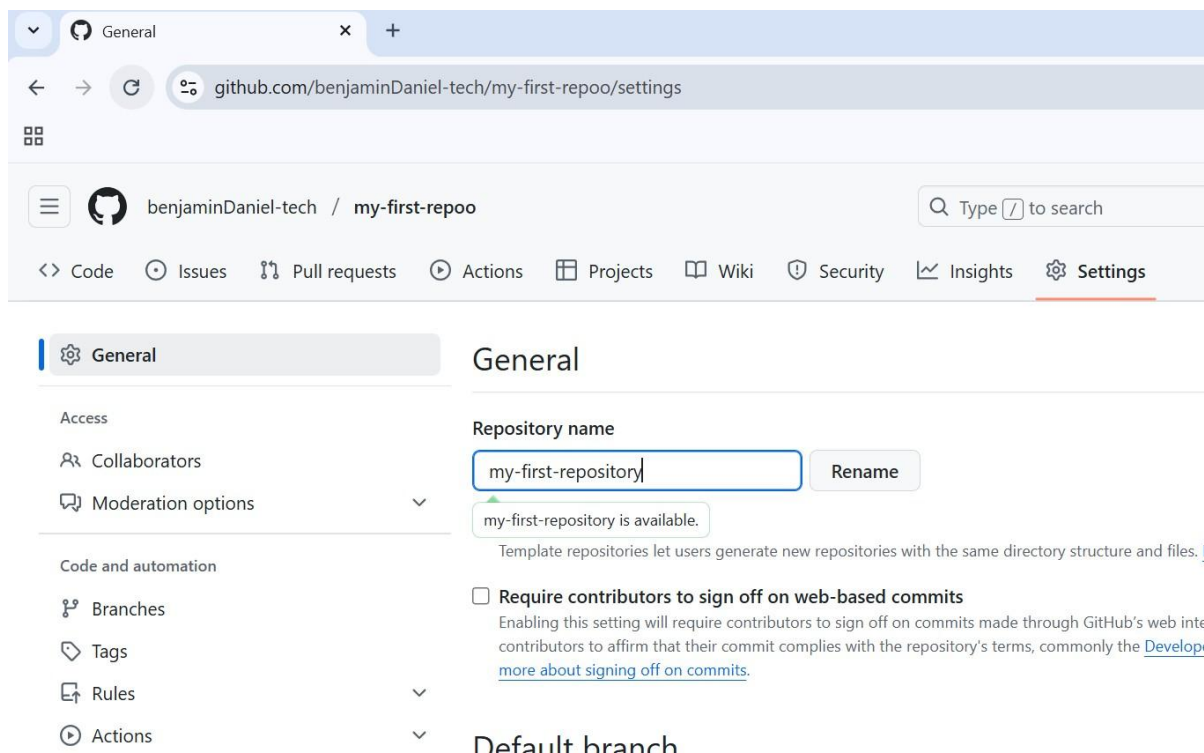 General
github.com/benjaminDaniel-tech/my-first-repoo/settings
benjaminDaniel-tech / my-first-repoo
Type / to search
Code Issues Pull requests Actions Projects Wiki Security Insights Settings
General
Access
Collaborators
Moderation options
Code and automation
Branches
Tags
Rules
Actions
General
Repository name
my-first-repository
Rename
my-first-repository is available.
Template repositories let users generate new repositories with the same directory structure and files.
Require contributors to sign off on web-based commits
Enabling this setting will require contributors to sign off on commits made through GitHub's web inte
contributors to affirm that their commit complies with the repository's terms, commonly the Develope
more about signing off on commits.
Default branch